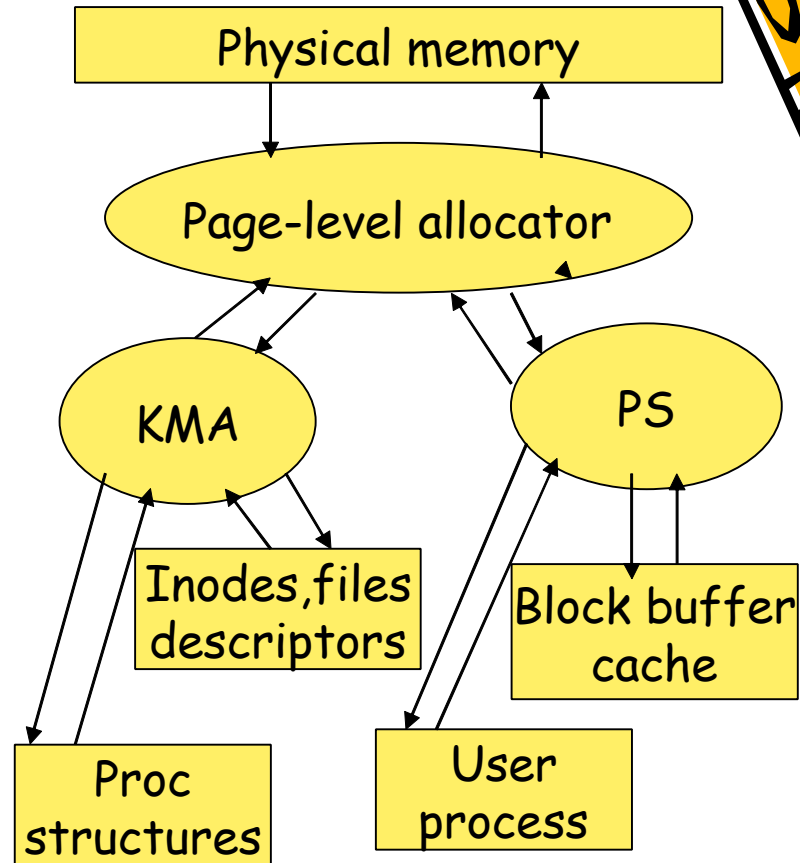 Physical memory
Page-level allocator
KMA
PS
Inodes,files
descriptors
Block buffer
cache
Proc
structures
User
process